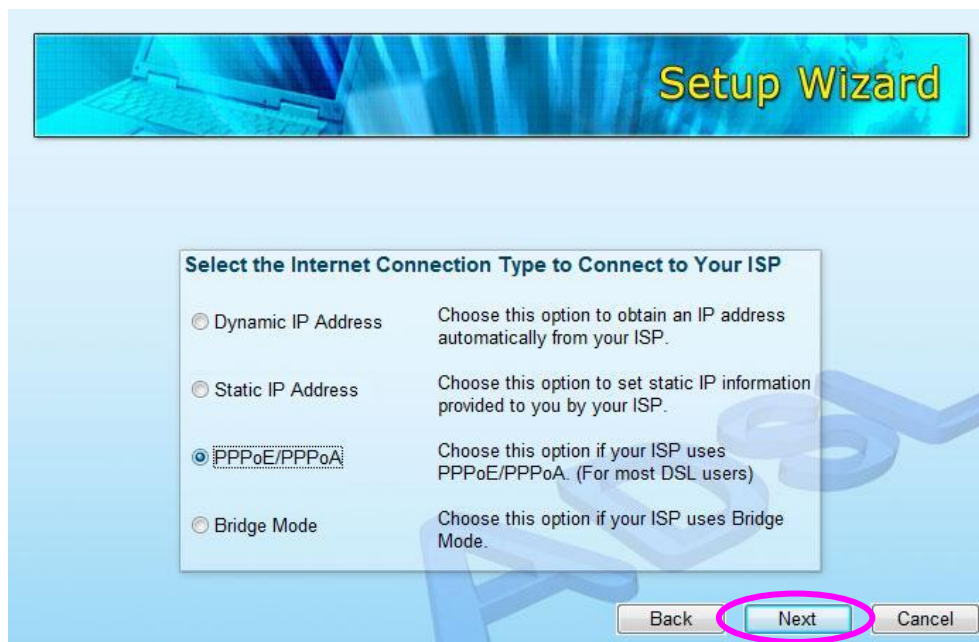 Setup Wizard
Select the Internet Connection Type to Connect to Your ISP
Dynamic IP Address
Choose this option to obtain an IP address
automatically from your ISP.
Static IP Address
Choose this option to set static IP information
provided to you by your ISP.
PPPoE/PPPoA
Choose this option if your ISP uses
PPPoE/PPPoA. (For most DSL users)
Bridge Mode
Choose this option if your ISP uses Bridge
Mode.
ADSL
Back
Next
Cancel